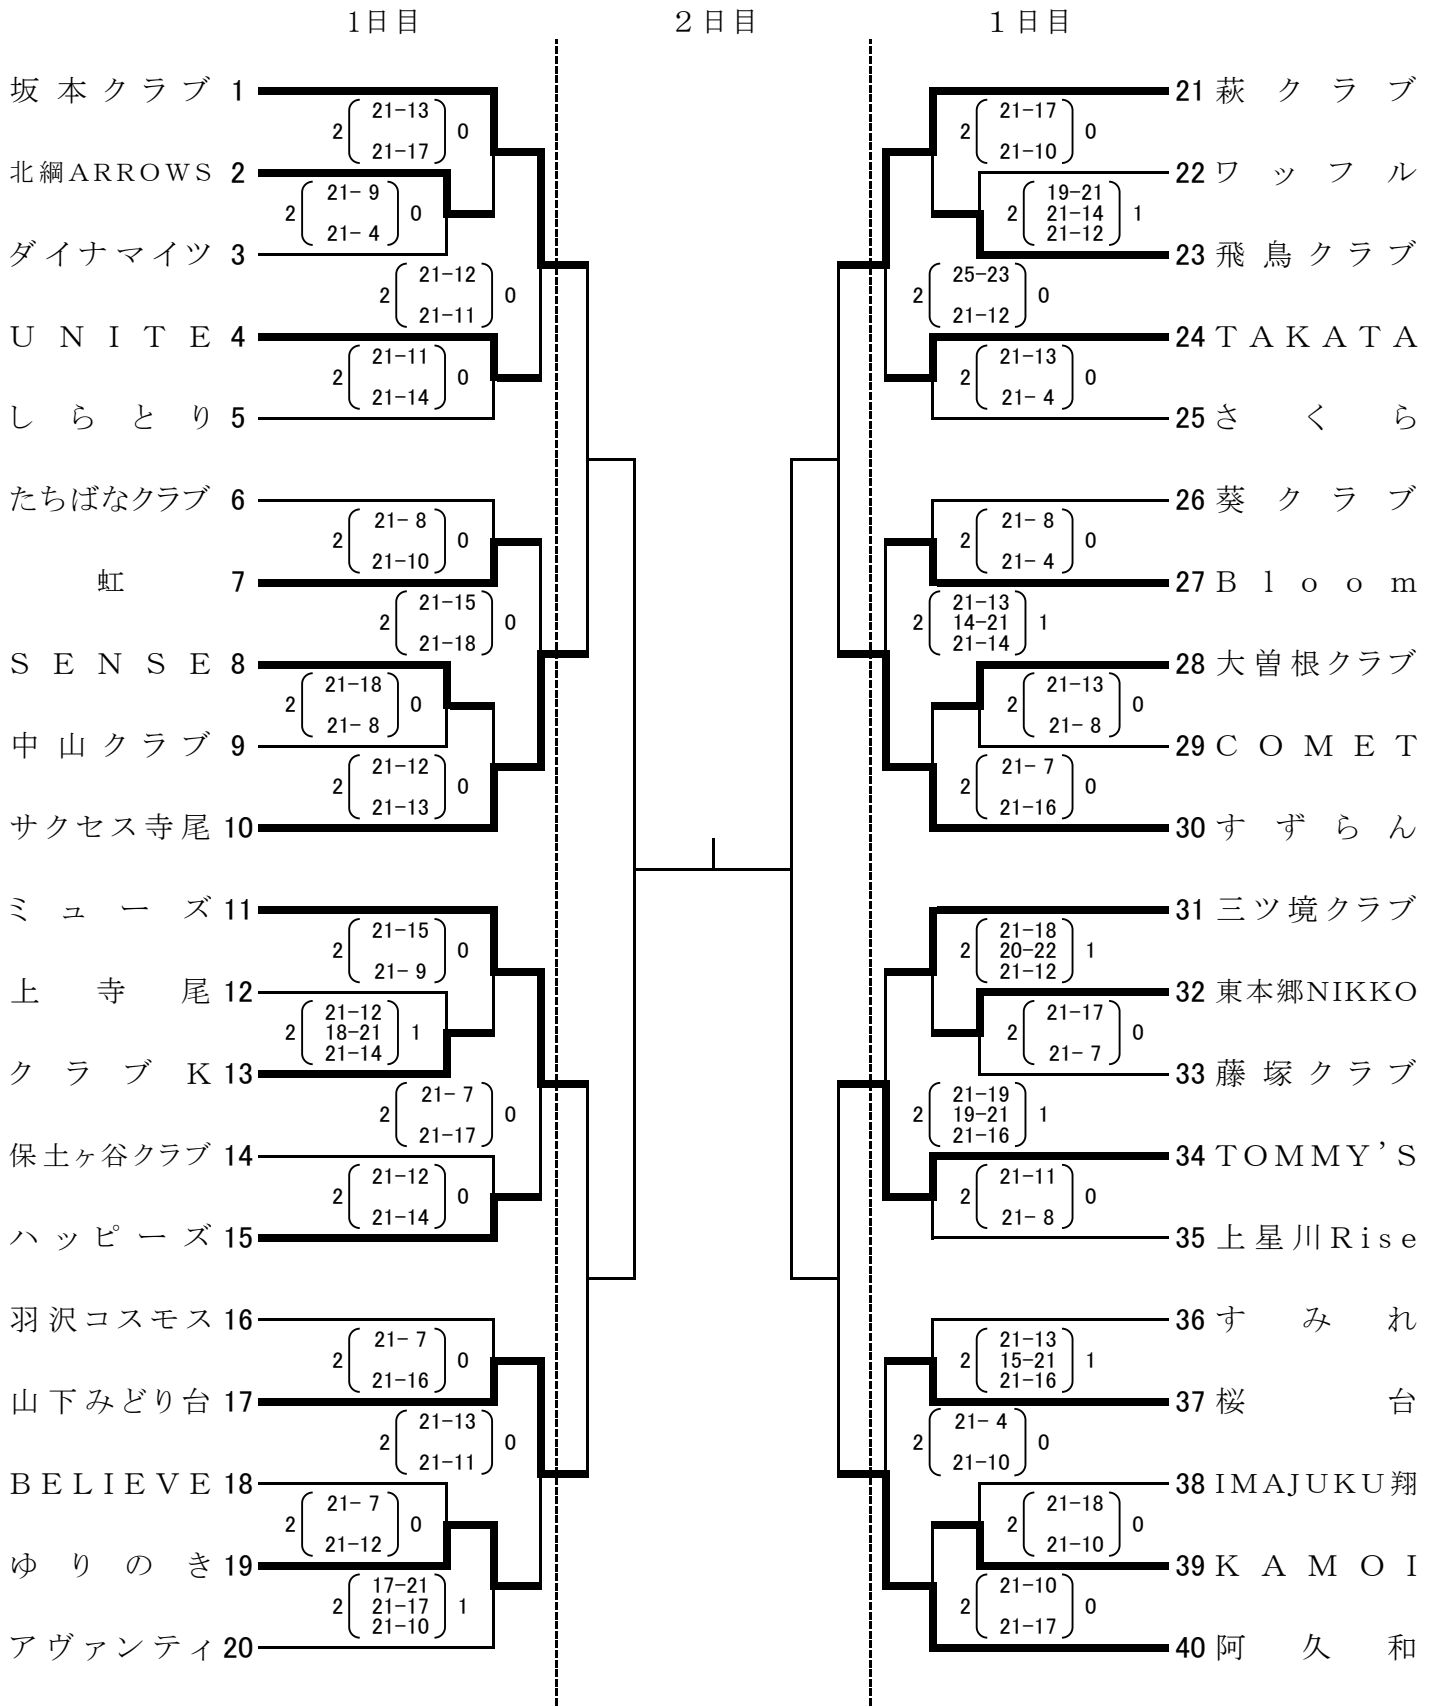 1日目 2日目 1日目
坂本クラブ 1
21 萩クラブ
21-13
2 0
21-17
21-17
2 0
21-10
北綱ARROWS 2
22 ワッフル
21- 9
2 0
21- 4
19-21
2 21-14 1
21-12
ダイナマイツ 3
23 飛鳥クラブ
21-12
2 0
21-11
25-23
2 0
21-12
UNITE 4
24 TAKATA
21-11
2 0
21-14
21-13
2 0
21- 4
しらとり 5
25 さくら
たちばなクラブ 6
26 葵クラブ
21- 8
2 0
21-10
21- 8
2 0
21- 4
虹 7
27 Bloom
21-15
2 0
21-18
21-13
2 14-21 1
21-14
SENSE 8
28 大曽根クラブ
21-18
2 0
21- 8
21-13
2 0
21- 8
中山クラブ 9
29 COMET
21-12
2 0
21-13
21- 7
2 0
21-16
サクセス寺尾 10
30 すずらん
ミューズ 11
31 三ツ境クラブ
21-15
2 0
21- 9
21-18
2 20-22 1
21-12
上寺尾 12
32 東本郷NIKKO
21-12
2 18-21 1
21-14
21-17
2 0
21- 7
クラブK 13
33 藤塚クラブ
21- 7
2 0
21-17
21-19
2 19-21 1
21-16
保土ヶ谷クラブ 14
34 TOMMY’S
21-12
2 0
21-14
21-11
2 0
21- 8
ハッピーズ 15
35 上星川Rise
羽沢コスモス 16
36 すみれ
21- 7
2 0
21-16
21-13
2 15-21 1
21-16
山下みどり台 17
37 桜台
21-13
2 0
21-11
21- 4
2 0
21-10
BELIEVE 18
38 IMAJUKU翔
21- 7
2 0
21-12
21-18
2 0
21-10
ゆりのき 19
39 KAMOI
17-21
2 21-17 1
21-10
21-10
2 0
21-17
アヴァンティ 20
40 阿久和